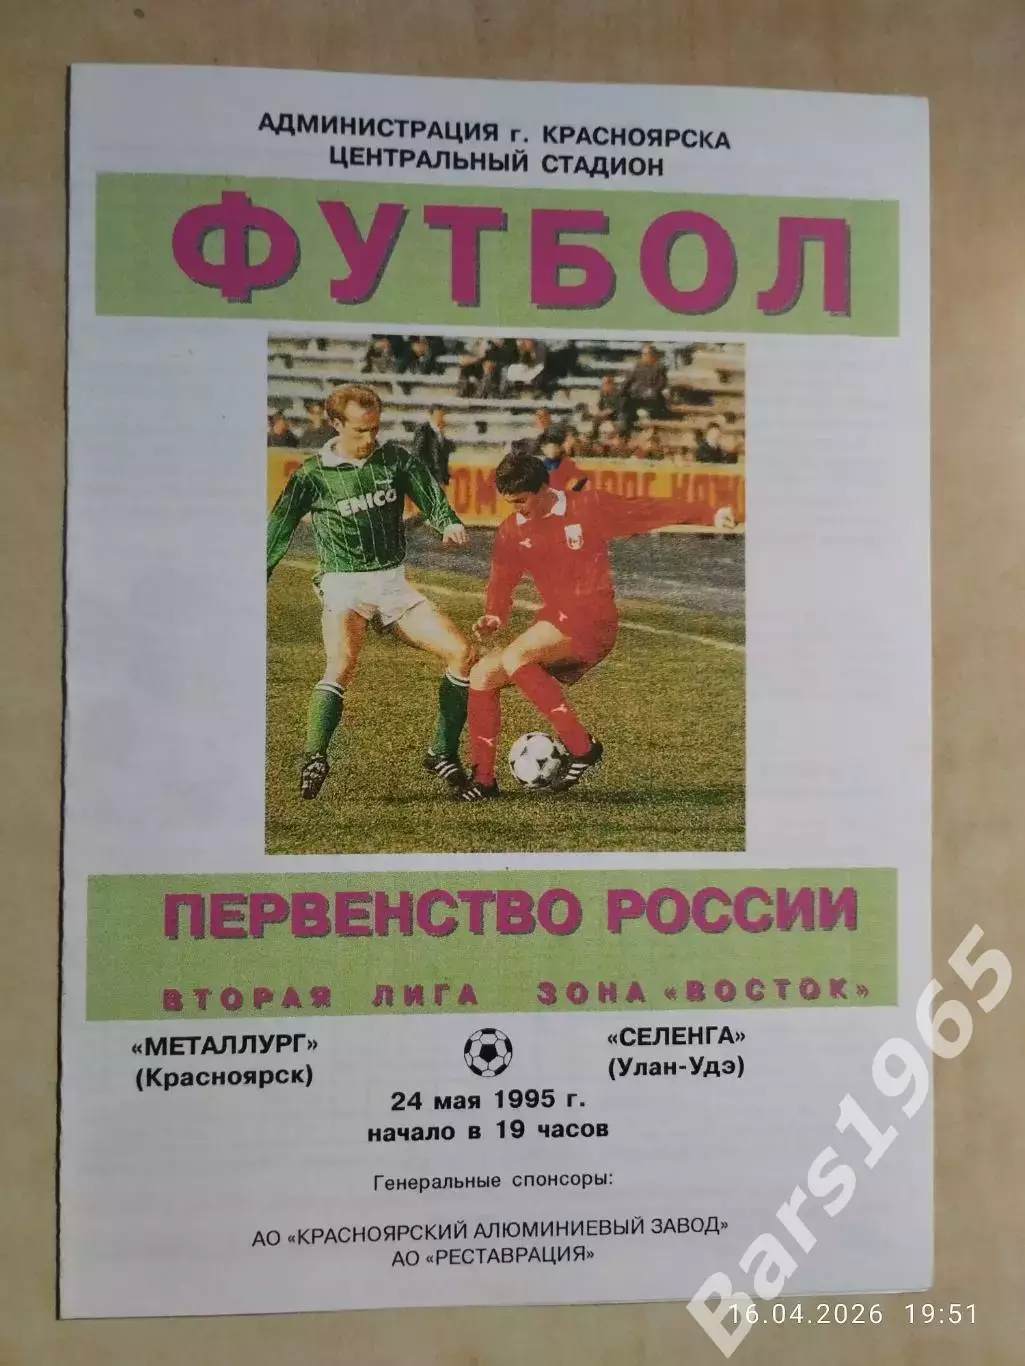 АДМИНИСТРАЦИЯ г. КРАСНОЯРСКА
ЦЕНТРАЛЬНЫЙ СТАДИОН
ФУТБОЛ
ENICO
ПЕРВЕНСТВО РОССИИ
ВТОРАЯ ЛИГА ЗОНА «ВОСТОК»
«МЕТАЛЛУРГ»
(Красноярск)
«СЕЛЕНГА»
(Улан-Удэ)
24 мая 1995 г.
начало в 19 часов
Генеральные спонсоры:
АО «КРАСНОЯРСКИЙ АЛЮМИНИЕВЫЙ ЗАВОД»
АО «РЕСТАВРАЦИЯ»
Bars1965
16.04.2026 19:51